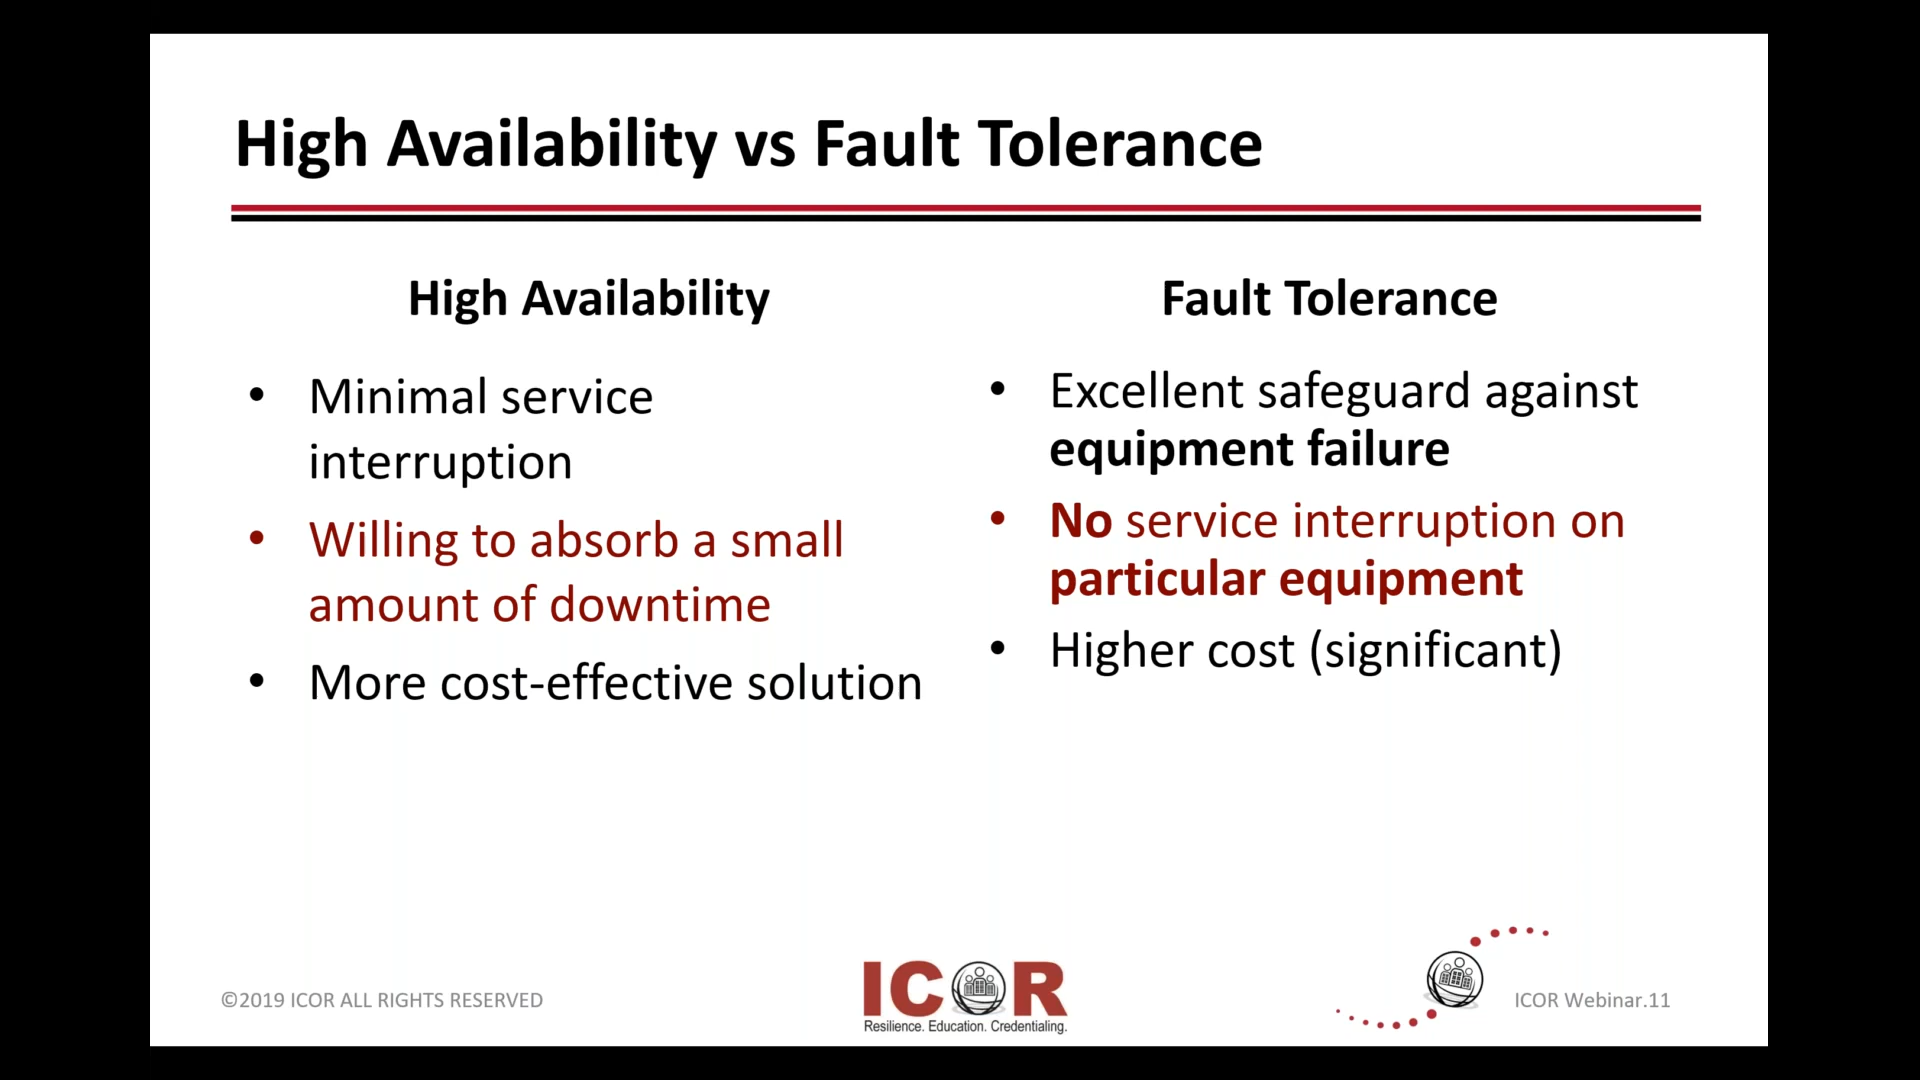 High Availability vs Fault Tolerance
High Availability
• Minimal service
interruption
• Willing to absorb a small
amount of downtime
• More cost-effective solution
Fault Tolerance
• Excellent safeguard against
equipment failure
• No service interruption on
particular equipment
• Higher cost (significant)
©2019 ICOR ALL RIGHTS RESERVED
ICOR
Resilience. Education. Credentialing.
ICOR Webinar.11